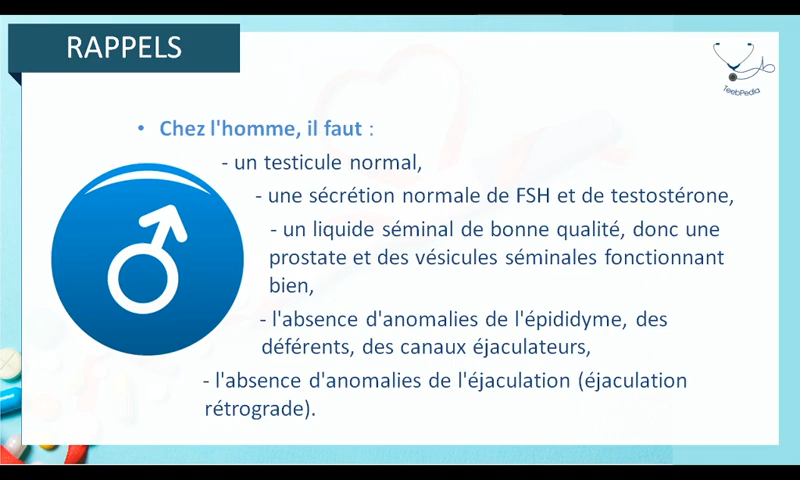 RAPPELS
TeebPedia
• Chez l'homme, il faut :
- un testicule normal,
- une sécrétion normale de FSH et de testostérone,
- un liquide séminal de bonne qualité, donc une
prostate et des vésicules séminales fonctionnant
bien,
- l'absence d'anomalies de l'épididyme, des
déférents, des canaux éjaculateurs,
- l'absence d'anomalies de l'éjaculation (éjaculation
rétrograde).